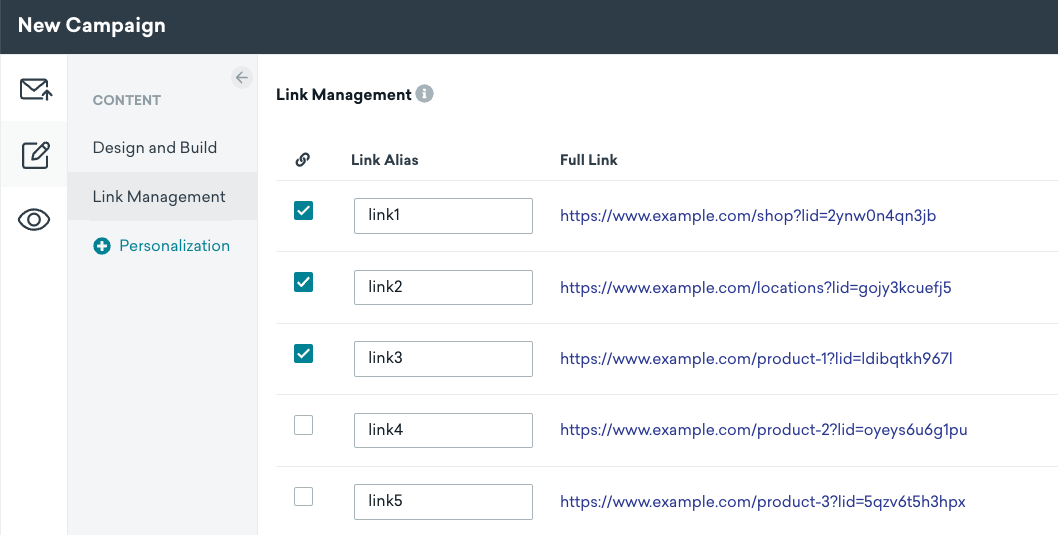 New Campaign
CONTENT
Design and Build
Link Management
Personalization
Link Management
Link Alias Full Link
link1 https://www.example.com/shop?lid=2ynw0n4qn3jb
link2 https://www.example.com/locations?lid=gojy3kcuefj5
link3 https://www.example.com/product-1?lid=ldibqtkh967l
link4 https://www.example.com/product-2?lid=oyeys6u6g1pu
link5 https://www.example.com/product-3?lid=5qzv6t5h3hpx